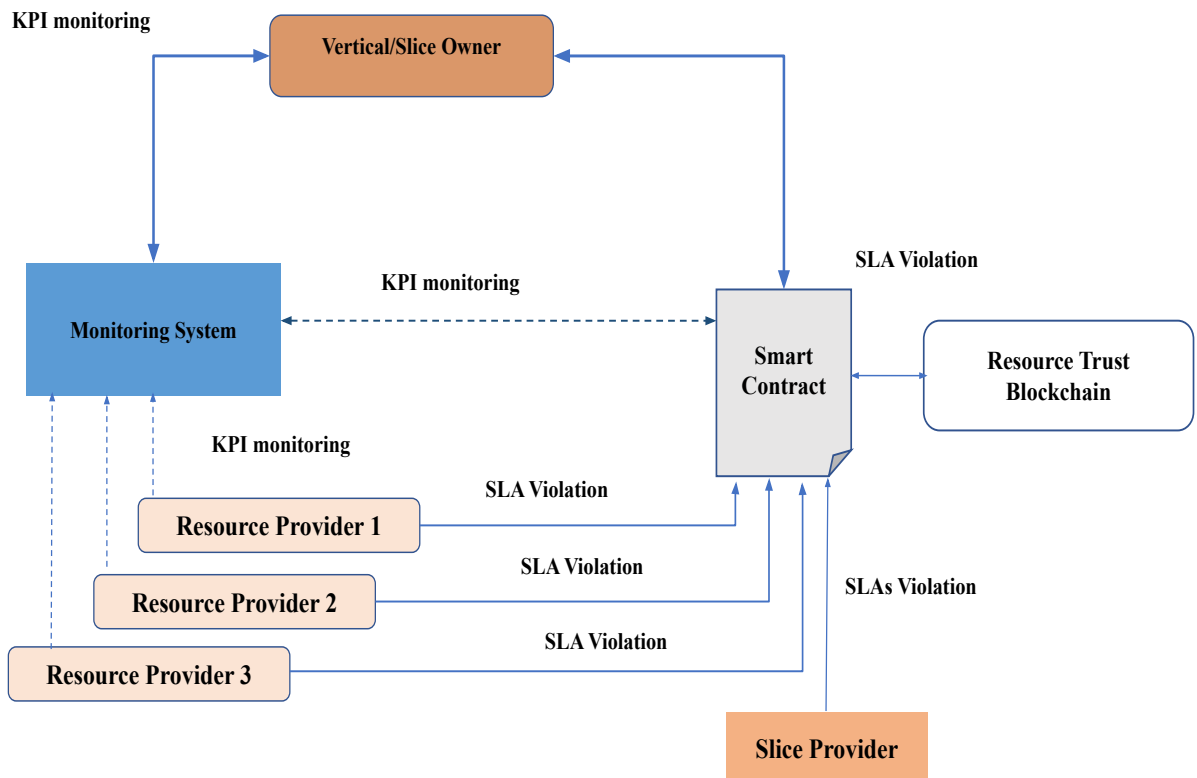 KPI monitoring
Vertical/Slice Owner
SLA Violation
KPI monitoring
Monitoring System
Smart
Contract
Resource Trust
Blockchain
KPI monitoring
SLA Violation
Resource Provider 1
SLA Violation
Resource Provider 2
SLAs Violation
SLA Violation
Resource Provider 3
Slice Provider